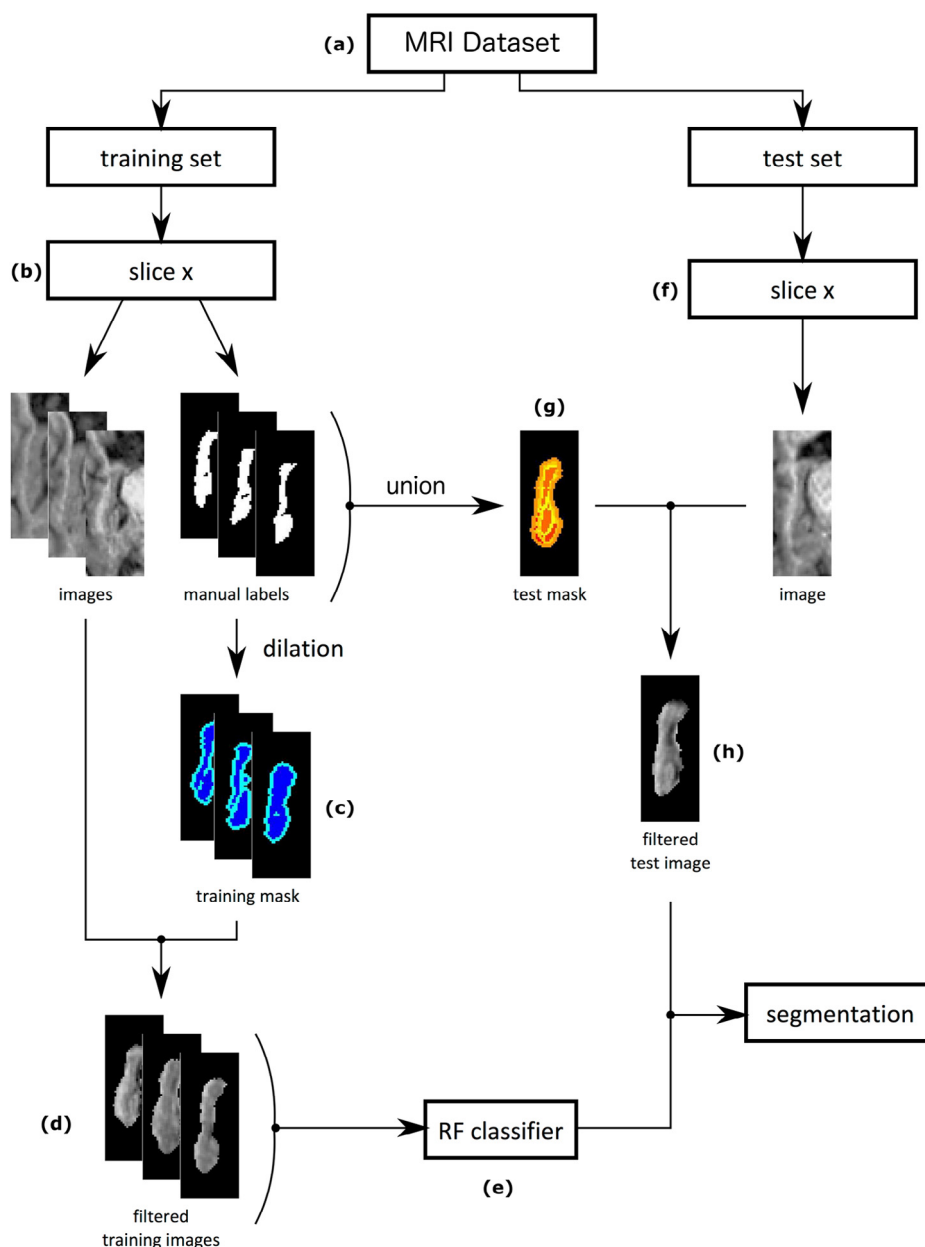 (a)
MRI Dataset
training set
test set
(b)
slice x
(f)
slice x
(g)
union
images
manual labels
test mask
image
dilation
(c)
(h)
training mask
filtered
test image
segmentation
(d)
RF classifier
(e)
filtered
training images